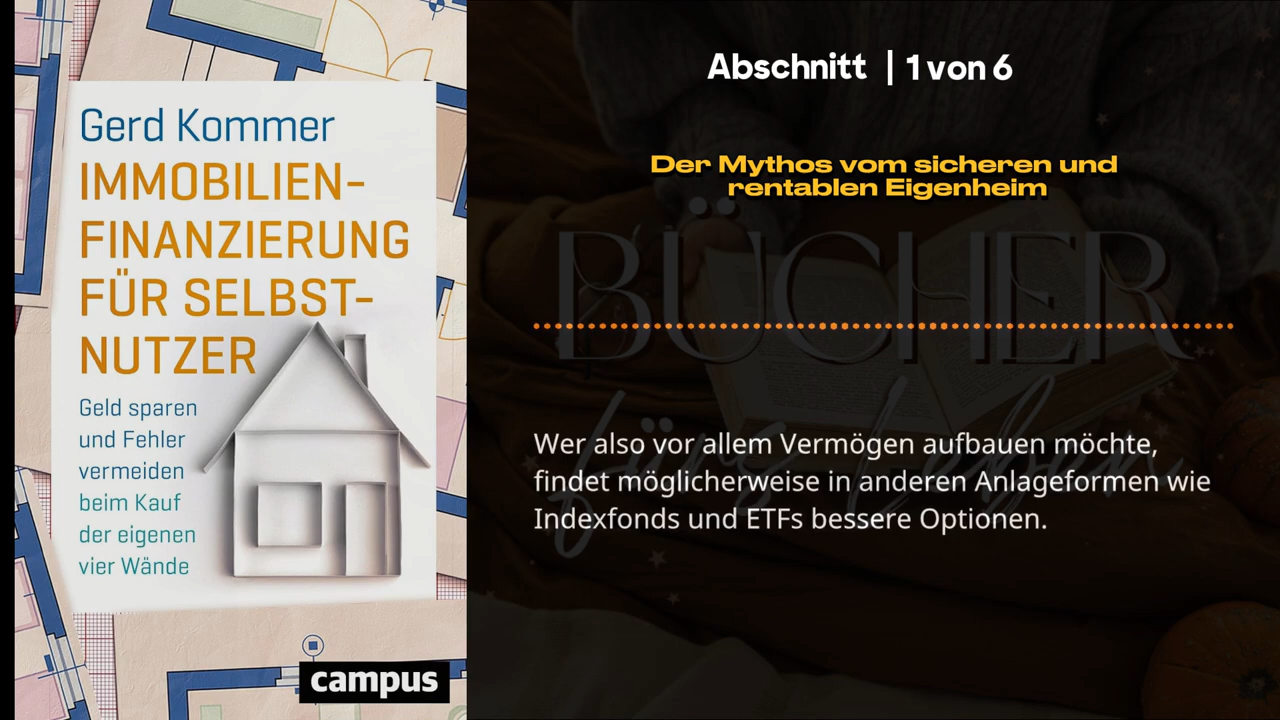 Gerd Kommer
IMMOBILIEN-
FINANZIERUNG
FÜR SELBST-
NUTZER
Geld sparen
und Fehler
vermeiden
beim Kauf
der eigenen
vier Wände
campus
Abschnitt | 1 von 6
Der Mythos vom sicheren und
rentablen Eigenheim
BÜCHER
fürs Leben
Wer also vor allem Vermögen aufbauen möchte,
findet möglicherweise in anderen Anlageformen wie
Indexfonds und ETFs bessere Optionen.